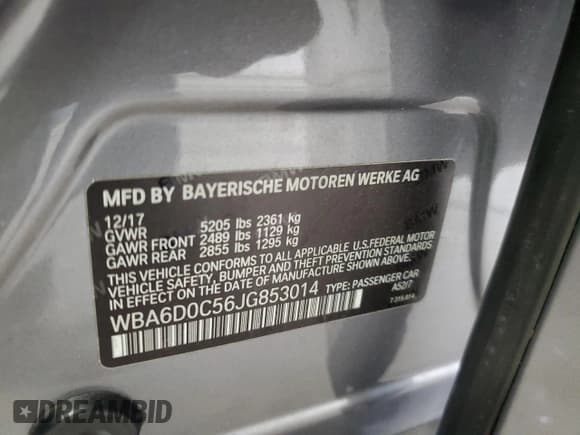 MFD BY BAYERISCHE MOTOREN WERKE AG
12/17
GVWR 5205 lbs 2361 kg
GAWR FRONT 2489 lbs 1129 kg
GAWR REAR 2855 lbs 1295 kg
THIS VEHICLE CONFORMS TO ALL APPLICABLE U.S.FEDERAL MOTOR
VEHICLE SAFETY, BUMPER AND THEFT PREVENTION STANDARDS
IN EFFECT ON THE DATE OF MANUFACTURE SHOWN ABOVE.
WBA6D0C56JG853014 TYPE: PASSENGER CAR
A52/7
DREAMBID